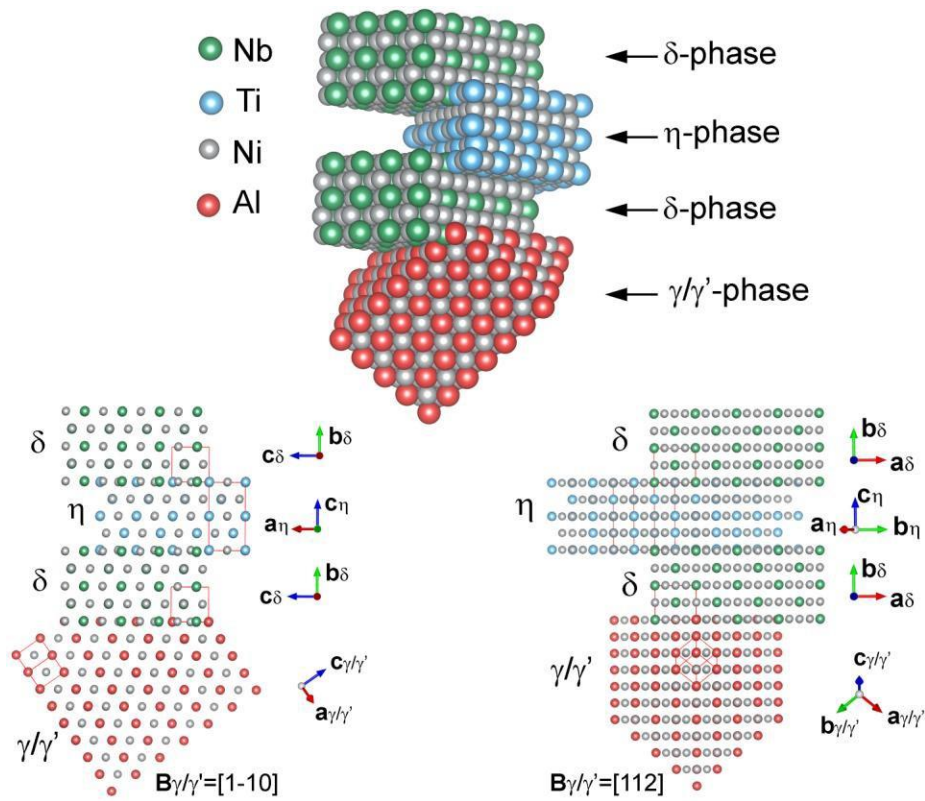 Nb
Ti
Ni
Al
δ-phase
η-phase
δ-phase
γ/γ'-phase
δ
bδ
cδ
η
cη
aη
δ
bδ
cδ
γ/γ'
cγ/γ'
aγ/γ'
Bγ/γ'=[1-10]
δ
bδ
aδ
η
cη
aη
bη
δ
bδ
aδ
γ/γ'
cγ/γ'
bγ/γ'
aγ/γ'
Bγ/γ'=[112]